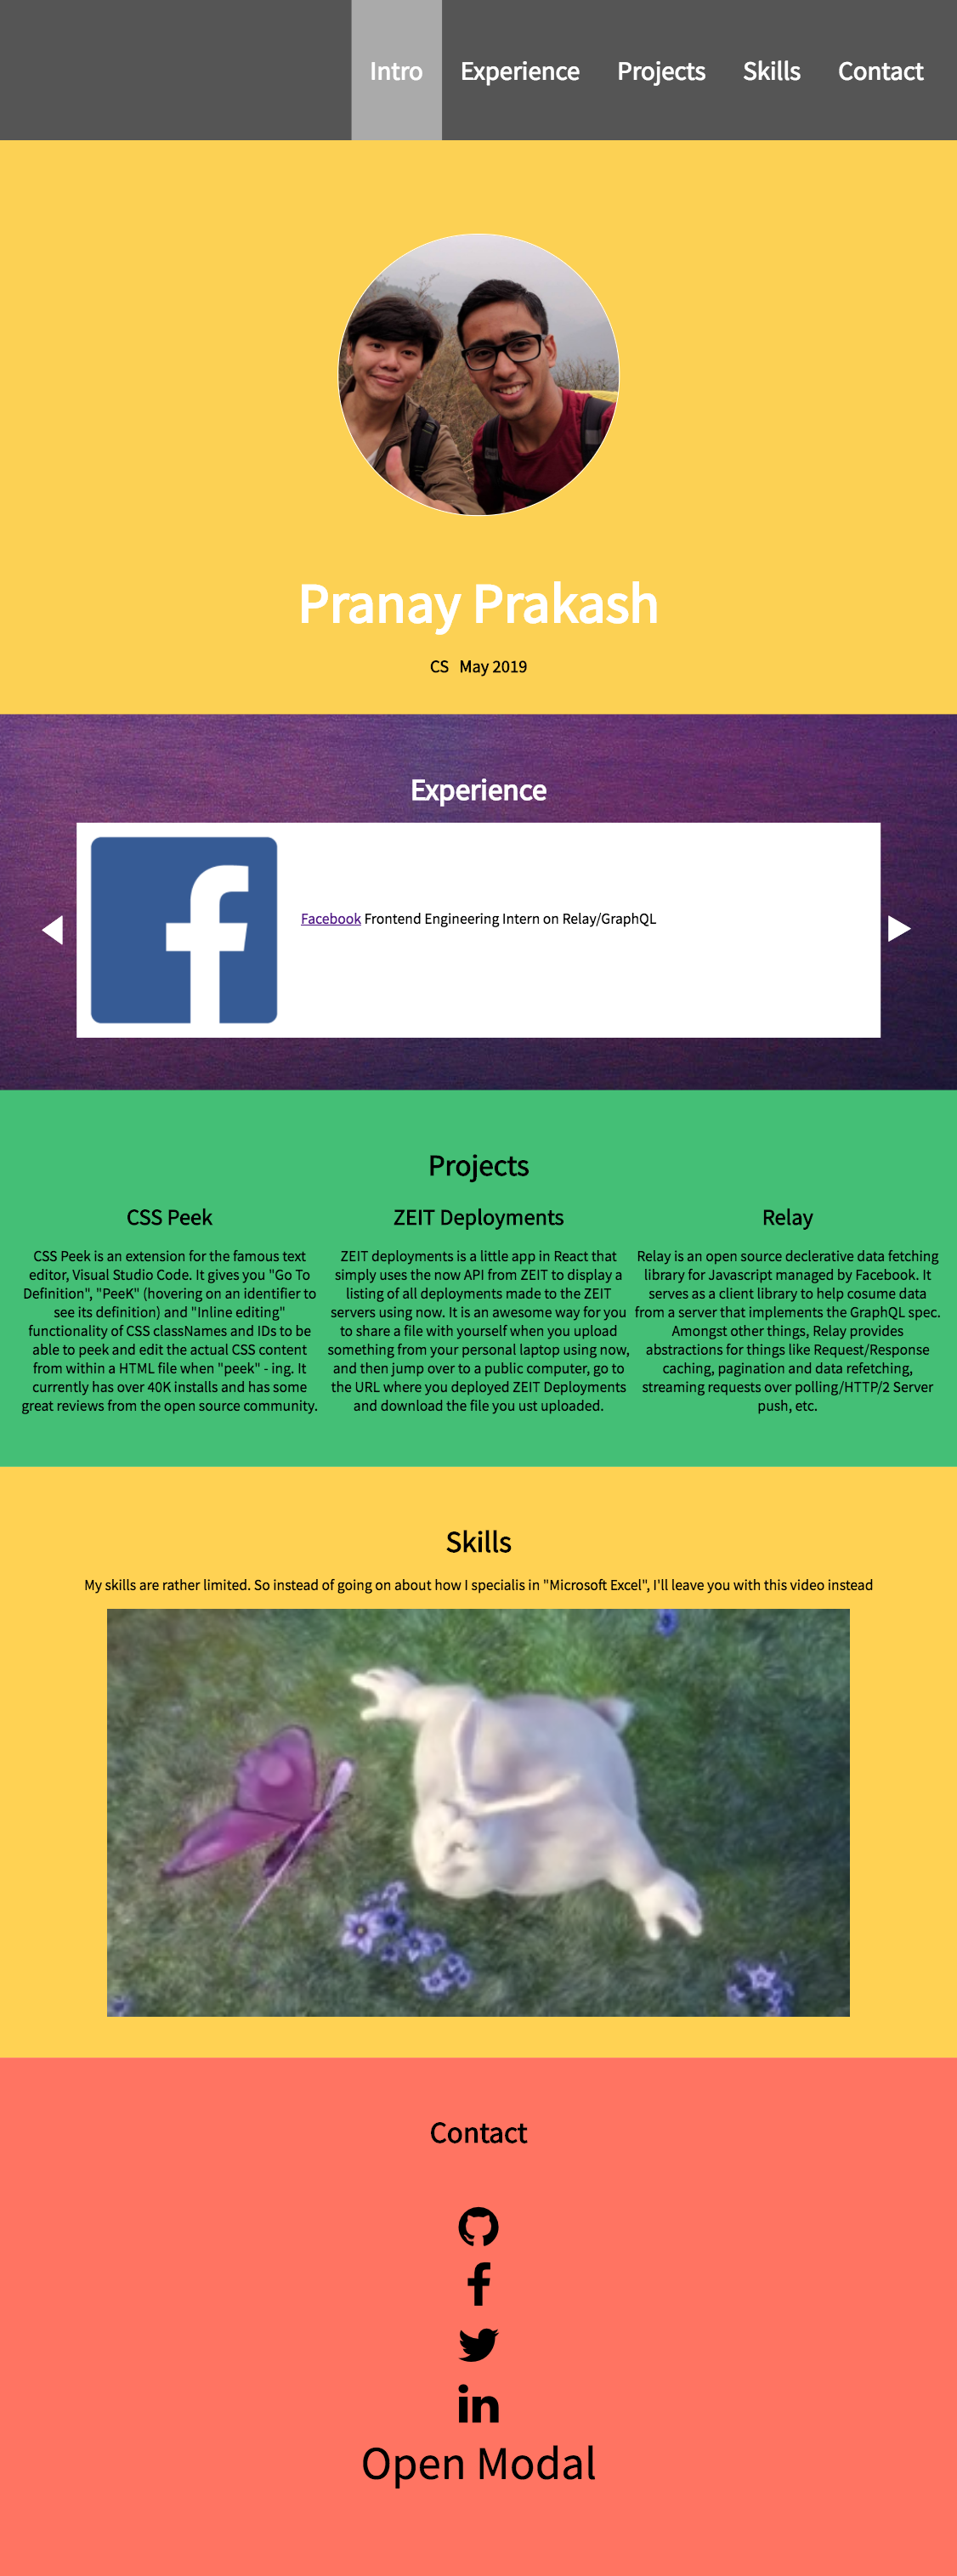 Intro Experience Projects Skills Contact
Pranay Prakash
CS May 2019
Experience
Facebook Frontend Engineering Intern on Relay/GraphQL
Projects
CSS Peek
CSS Peek is an extension for the famous text
editor, Visual Studio Code. It gives you "Go To
Definition", "PeeK" (hovering on an identifier to
see its definition) and "Inline editing"
functionality of CSS classNames and IDs to be
able to peek and edit the actual CSS content
from within a HTML file when "peek" - ing. It
currently has over 40K installs and has some
great reviews from the open source community.
ZEIT Deployments
ZEIT deployments is a little app in React that
simply uses the now API from ZEIT to display a
listing of all deployments made to the ZEIT
servers using now. It is an awesome way for you
to share a file with yourself when you upload
something from your personal laptop using now,
and then jump over to a public computer, go to
the URL where you deployed ZEIT Deployments
and download the file you ust uploaded.
Relay
Relay is an open source declerative data fetching
library for Javascript managed by Facebook. It
serves as a client library to help cosume data
from a server that implements the GraphQL spec.
Amongst other things, Relay provides
abstractions for things like Request/Response
caching, pagination and data refetching,
streaming requests over polling/HTTP/2 Server
push, etc.
Skills
My skills are rather limited. So instead of going on about how I specialis in "Microsoft Excel", I'll leave you with this video instead
Contact
Open Modal